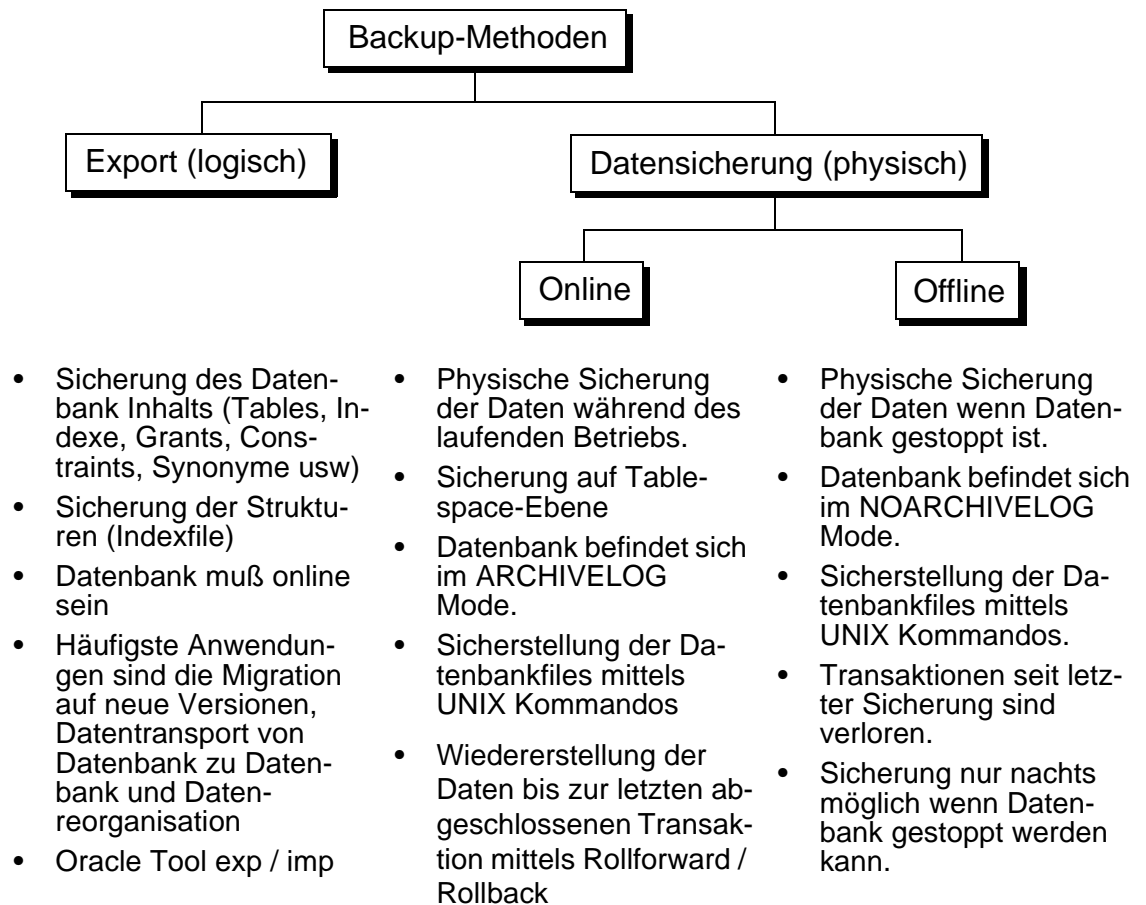 Backup-Methoden
Export (logisch)
Datensicherung (physisch)
Online
Offline
• Sicherung des Daten-
bank Inhalts (Tables, In-
dexe, Grants, Cons-
traints, Synonyme usw)
• Sicherung der Struktu-
ren (Indexfile)
• Datenbank muß online
sein
• Häufigste Anwendun-
gen sind die Migration
auf neue Versionen,
Datentransport von
Datenbank zu Daten-
bank und Daten-
reorganisation
• Oracle Tool exp / imp
• Physische Sicherung
der Daten während des
laufenden Betriebs.
• Sicherung auf Table-
space-Ebene
• Datenbank befindet sich
im ARCHIVELOG
Mode.
• Sicherstellung der Da-
tenbankfiles mittels
UNIX Kommandos
• Wiedererstellung der
Daten bis zur letzten ab-
geschlossenen Transak-
tion mittels Rollforward /
Rollback
• Physische Sicherung
der Daten wenn Daten-
bank gestoppt ist.
• Datenbank befindet sich
im NOARCHIVELOG
Mode.
• Sicherstellung der Da-
tenbankfiles mittels
UNIX Kommandos.
• Transaktionen seit letz-
ter Sicherung sind
verloren.
• Sicherung nur nachts
möglich wenn Daten-
bank gestoppt werden
kann.